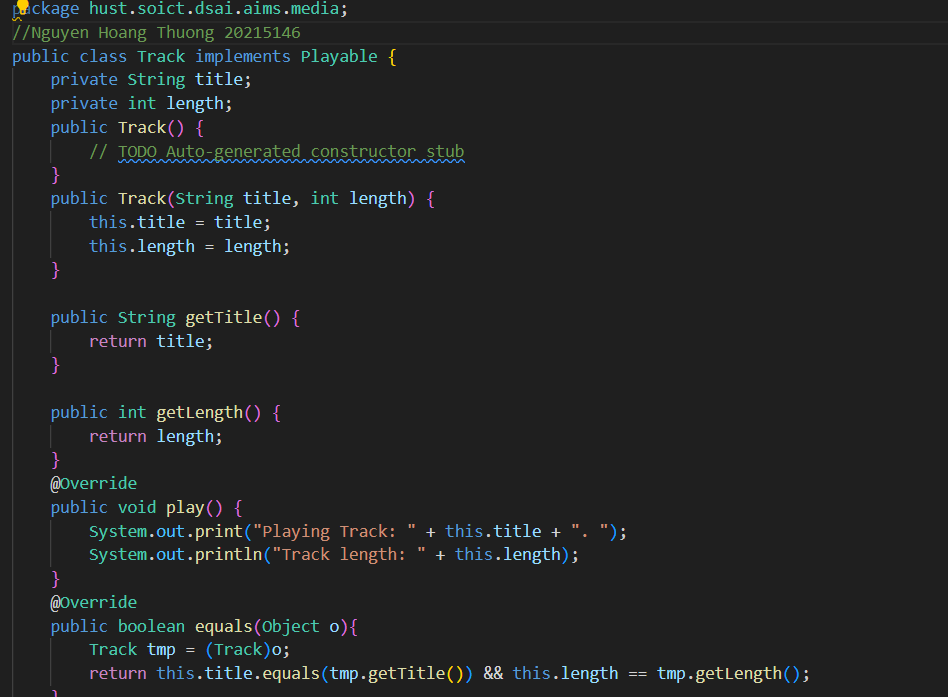 package hust.soict.dsai.aims.media;
//Nguyen Hoang Thuong 20215146
public class Track implements Playable {
    private String title;
    private int length;
    public Track() {
        // TODO Auto-generated constructor stub
    }
    public Track(String title, int length) {
        this.title = title;
        this.length = length;
    }

    public String getTitle() {
        return title;
    }

    public int getLength() {
        return length;
    }
    @Override
    public void play() {
        System.out.print("Playing Track: " + this.title + ". ");
        System.out.println("Track length: " + this.length);
    }
    @Override
    public boolean equals(Object o){
        Track tmp = (Track)o;
        return this.title.equals(tmp.getTitle()) && this.length == tmp.getLength();
    }